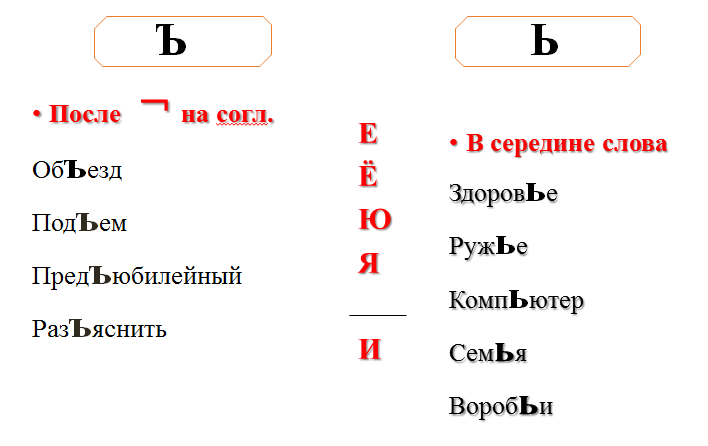 Ъ
• После ¬ на согл.
ОбЪезд
ПодЪем
ПредЪюбилейный
РазЪяснить
Е
Ё
Ю
Я
И
Ь
• В середине слова
ЗдоровЬе
РужЬе
КомпЬютер
СемЬя
ВоробЬи